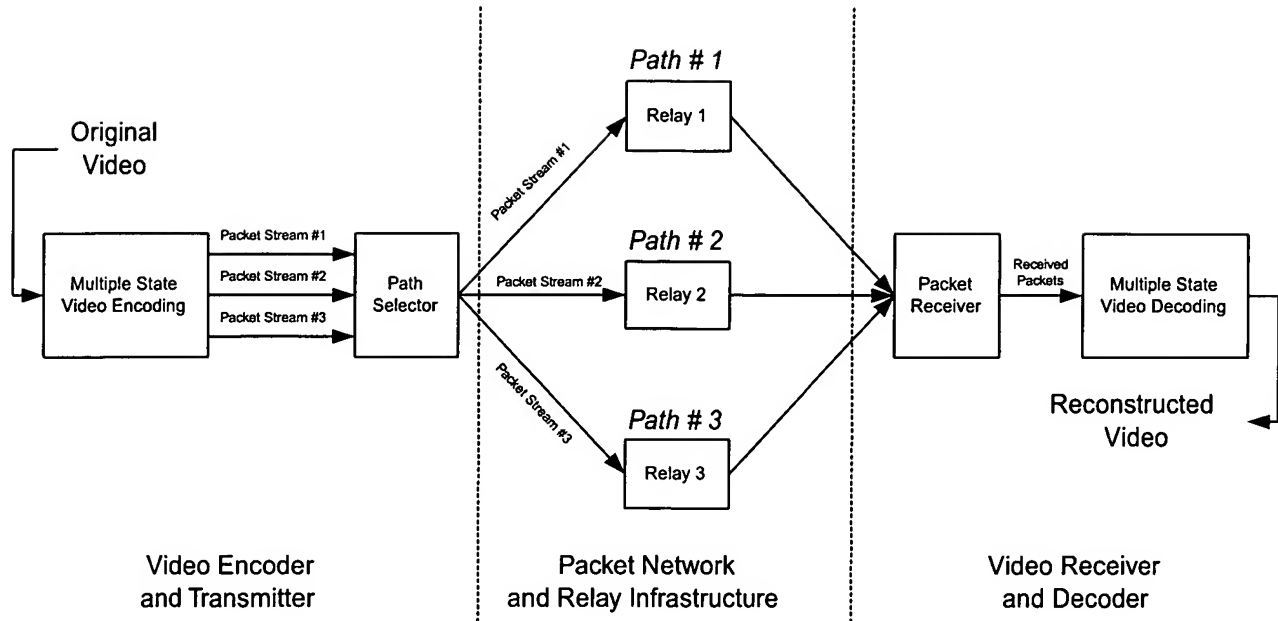 Original
Video
Multiple State
Video Encoding
Packet Stream #1
Packet Stream #2
Packet Stream #3
Path
Selector
Packet Stream #1
Packet Stream #2
Packet Stream #3
Path # 1
Relay 1
Path # 2
Relay 2
Path # 3
Relay 3
Packet
Receiver
Received
Packets
Multiple State
Video Decoding
Reconstructed
Video
Video Encoder
and Transmitter
Packet Network
and Relay Infrastructure
Video Receiver
and Decoder